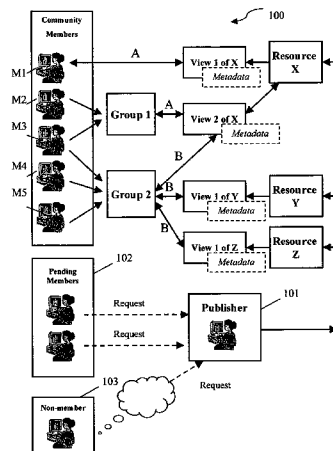 Community
Members
100
M1
A
View 1 of X
Metadata
Resource
X
M2
Group 1
A
View 2 of X
Metadata
M3
B
M4
Group 2
B
View 1 of Y
Metadata
Resource
Y
M5
B
View 1 of Z
Metadata
Resource
Z
102
Pending
Members
Request
Request
Publisher
101
103
Non-member
Request